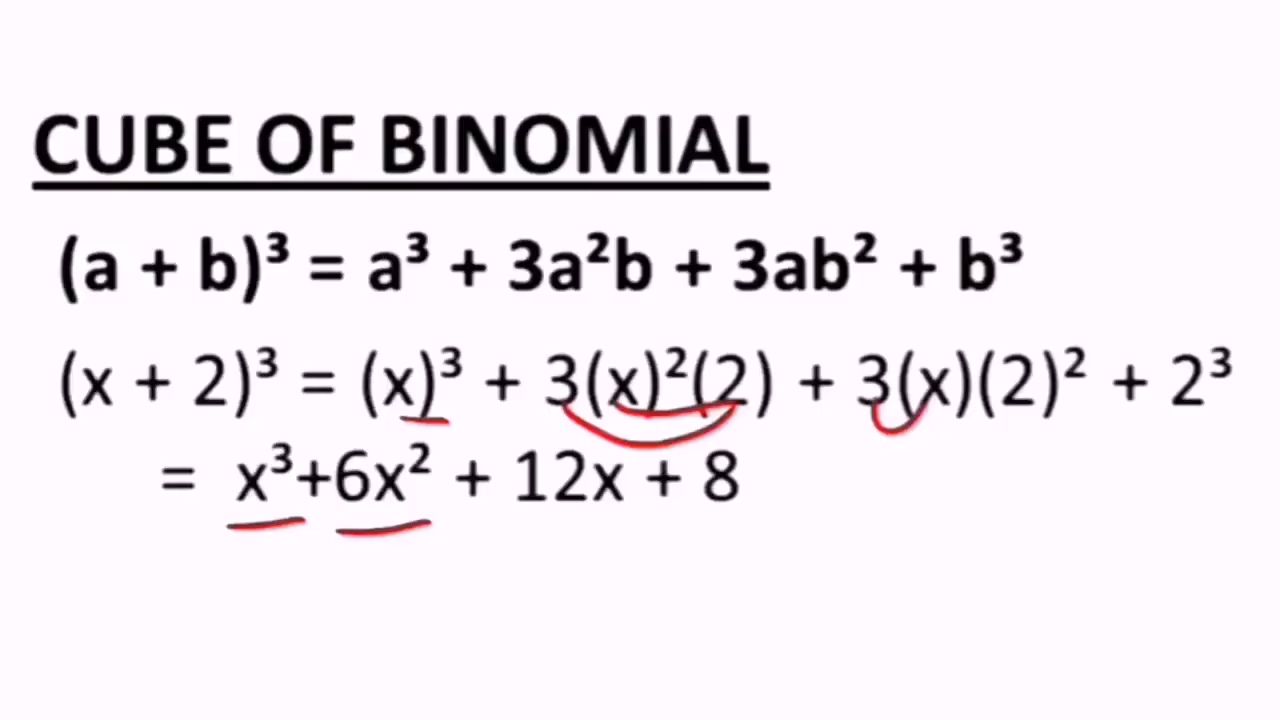 CUBE OF BINOMIAL
(a + b)³ = a³ + 3a²b + 3ab² + b³
(x + 2)³ = (x)³ + 3(x)²(2) + 3(x)(2)² + 2³
= x³+6x² + 12x + 8